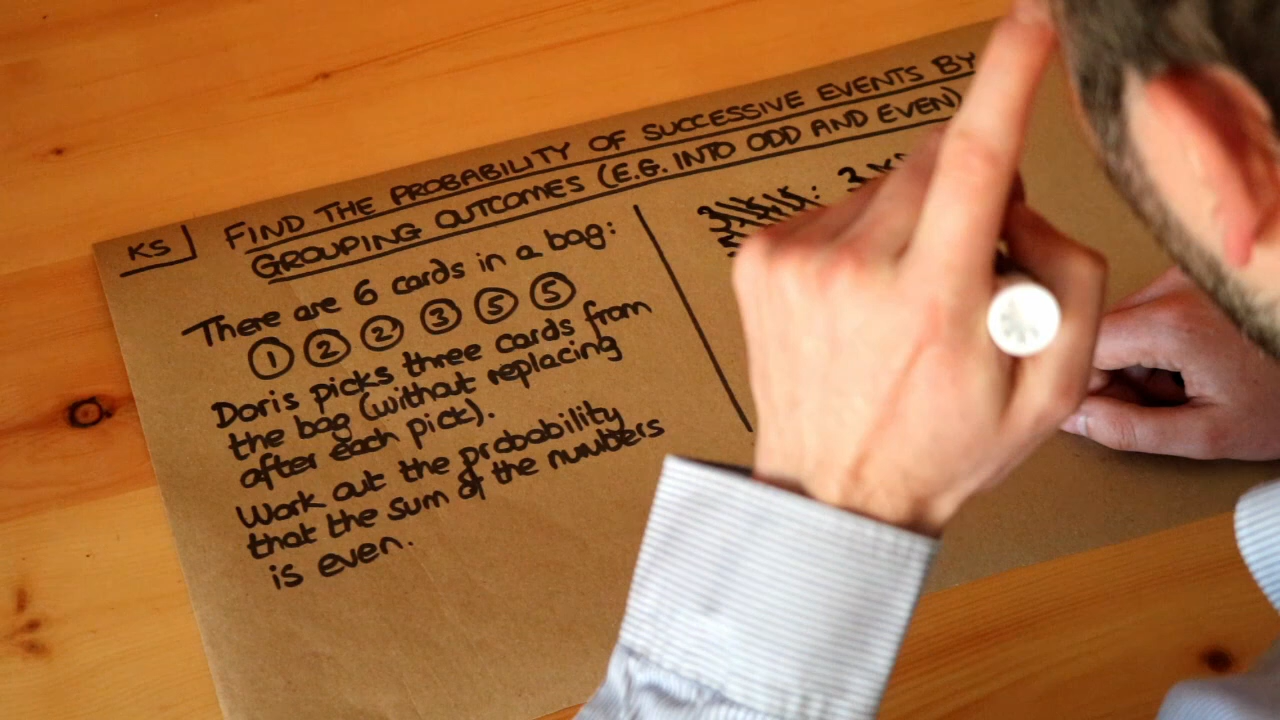 KS
FIND THE PROBABILITY OF SUCCESSIVE EVENTS BY
GROUPING OUTCOMES (E.G. INTO ODD AND EVEN)
There are 6 cards in a bag:
1 2 2 3 5 5
Doris picks three cards from
the bag (without replacing
after each pick).
Work out the probability
that the sum of the numbers
is even.